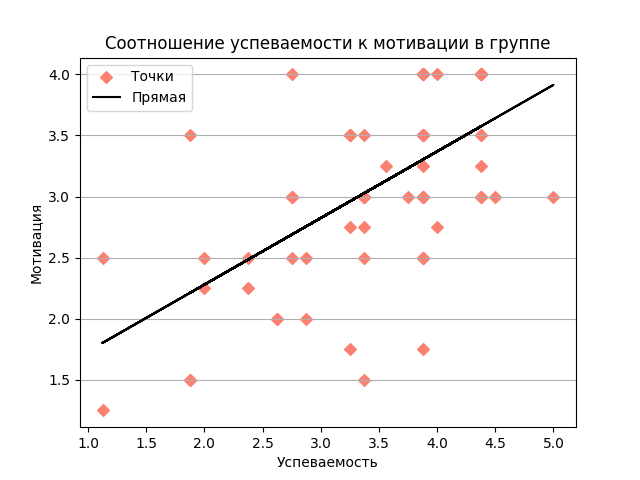 Соотношение успеваемости к мотивации в группе
Точки
Прямая
Мотивация
4.0
3.5
3.0
2.5
2.0
1.5
1.0 1.5 2.0 2.5 3.0 3.5 4.0 4.5 5.0
Успеваемость